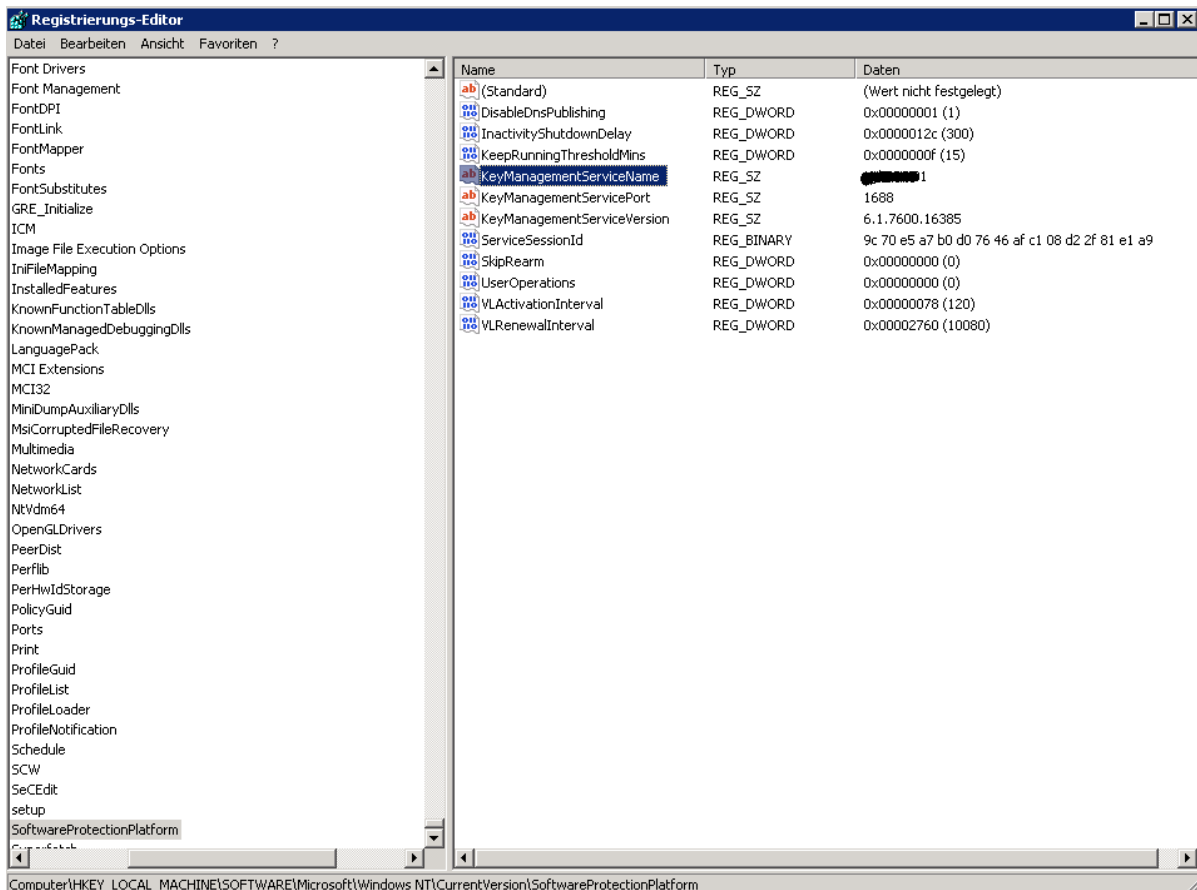 Registrierungs-Editor
Datei Bearbeiten Ansicht Favoriten ?
Font Drivers
Font Management
FontDPI
FontLink
FontMapper
Fonts
FontSubstitutes
GRE_Initialize
ICM
Image File Execution Options
IniFileMapping
InstalledFeatures
KnownFunctionTableDlls
KnownManagedDebuggingDlls
LanguagePack
MCI Extensions
MCI32
MiniDumpAuxiliaryDlls
MsiCorruptedFileRecovery
Multimedia
NetworkCards
NetworkList
NtVdm64
OpenGLDrivers
PeerDist
Perflib
PerHwIdStorage
PolicyGuid
Ports
Print
ProfileGuid
ProfileList
ProfileLoader
ProfileNotification
Schedule
SCW
SeCEdit
setup
SoftwareProtectionPlatform
Name Typ Daten
(Standard) REG_SZ (Wert nicht festgelegt)
DisableDnsPublishing REG_DWORD 0x00000001 (1)
InactivityShutdownDelay REG_DWORD 0x0000012c (300)
KeepRunningThresholdMins REG_DWORD 0x0000000f (15)
KeyManagementServiceName REG_SZ 1
KeyManagementServicePort REG_SZ 1688
KeyManagementServiceVersion REG_SZ 6.1.7600.16385
ServiceSessionId REG_BINARY 9c 70 e5 a7 b0 d0 76 46 af c1 08 d2 2f 81 e1 a9
SkipRearm REG_DWORD 0x00000000 (0)
UserOperations REG_DWORD 0x00000000 (0)
VLActivationInterval REG_DWORD 0x00000078 (120)
VLRenewalInterval REG_DWORD 0x00002760 (10080)
Computer\HKEY_LOCAL_MACHINE\SOFTWARE\Microsoft\Windows NT\CurrentVersion\SoftwareProtectionPlatform